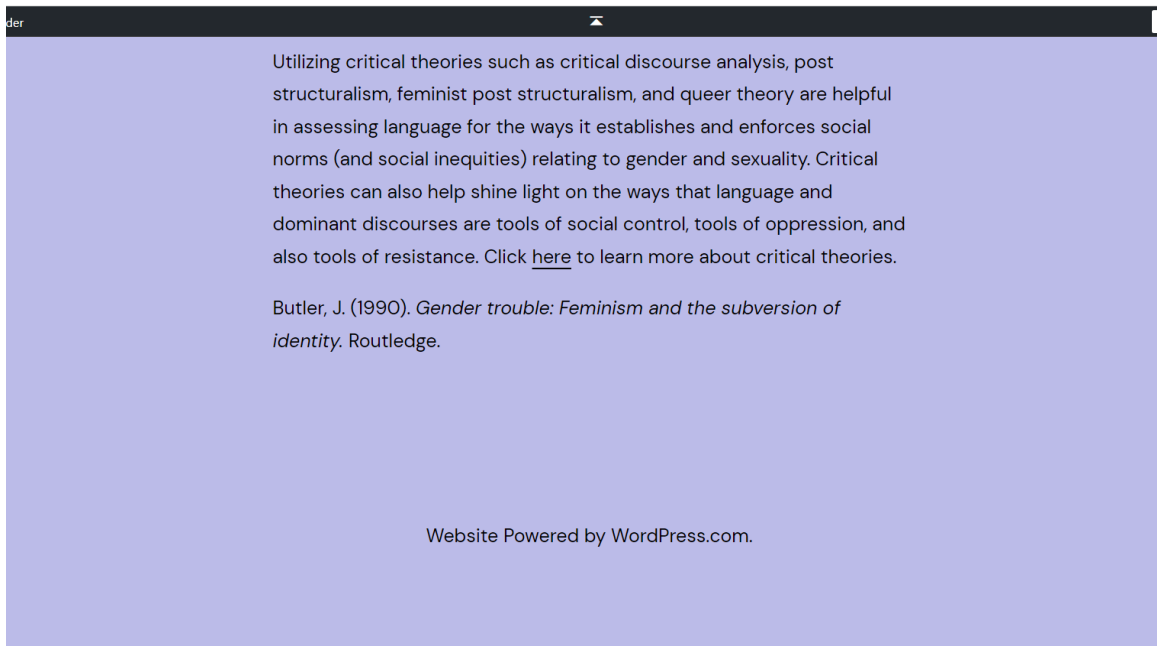 der
Utilizing critical theories such as critical discourse analysis, post
structuralism, feminist post structuralism, and queer theory are helpful
in assessing language for the ways it establishes and enforces social
norms (and social inequities) relating to gender and sexuality. Critical
theories can also help shine light on the ways that language and
dominant discourses are tools of social control, tools of oppression, and
also tools of resistance. Click here to learn more about critical theories.
Butler, J. (1990). Gender trouble: Feminism and the subversion of
identity. Routledge.
Website Powered by WordPress.com.